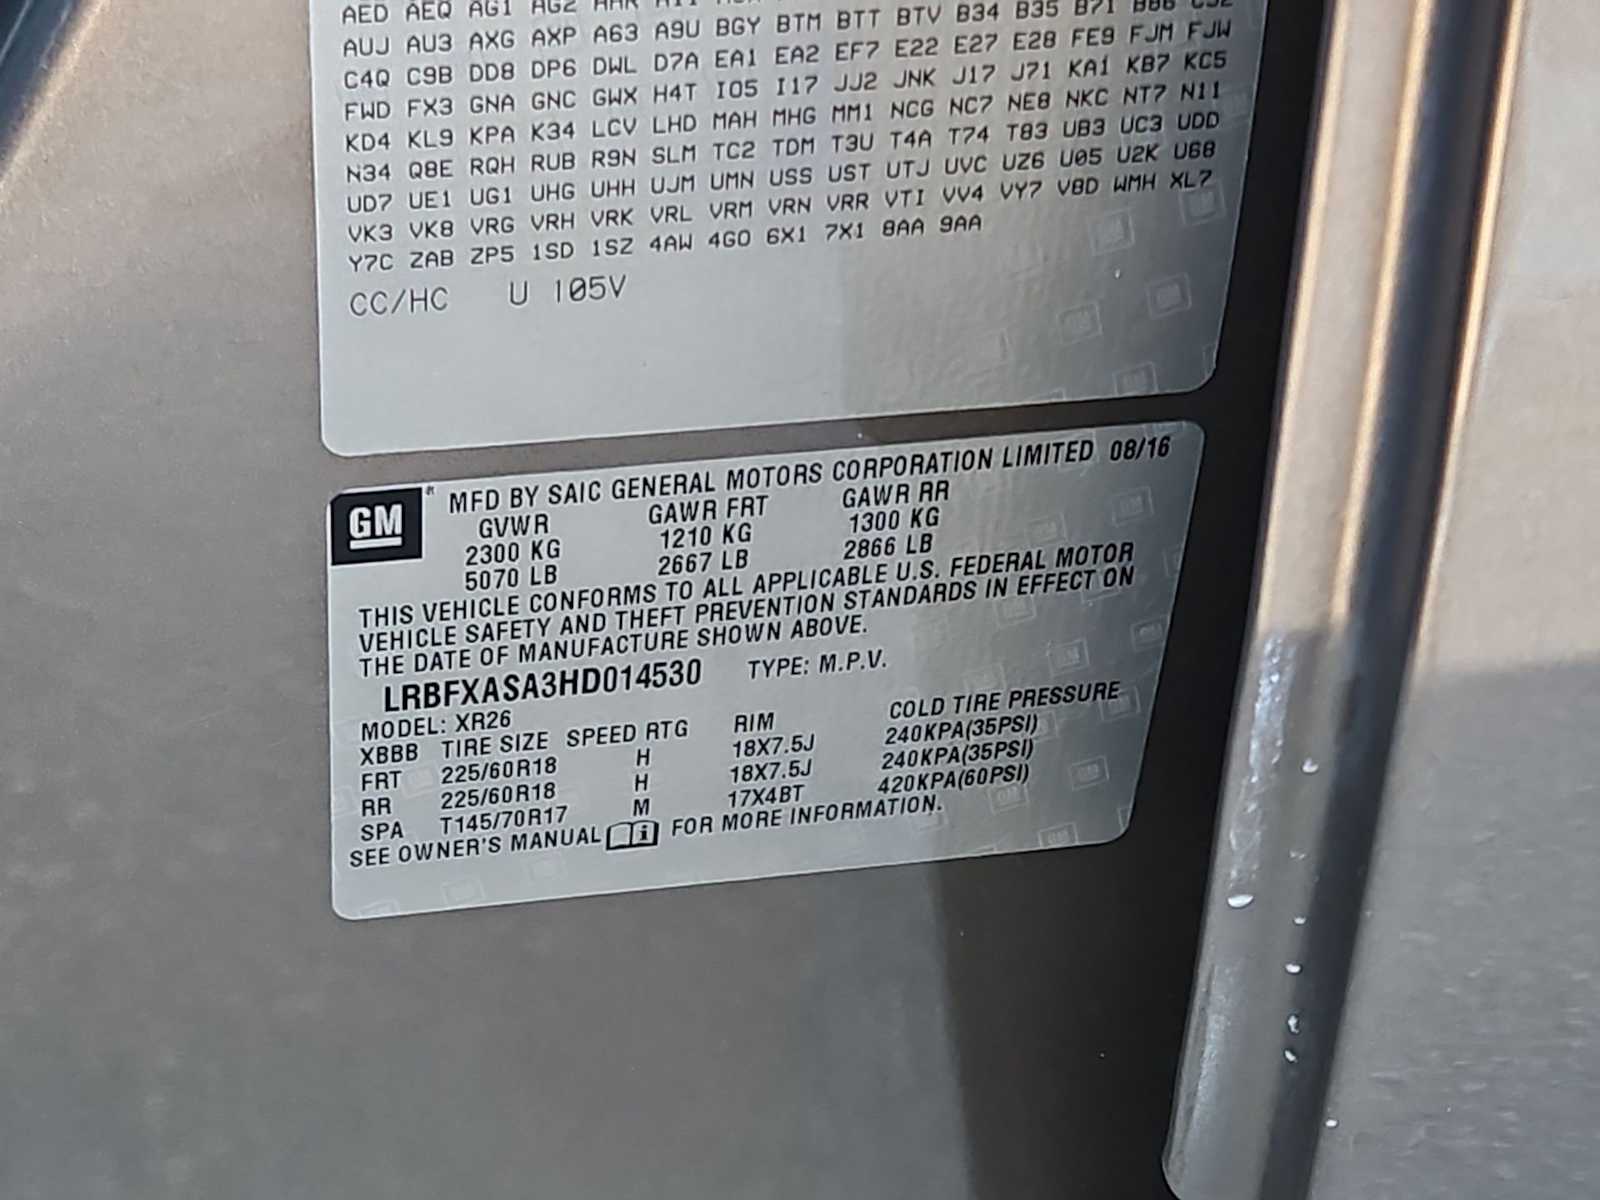 AED AEQ AG1 AG2
AUJ AU3 AXG AXP A63 A9U BGY BTM BTT BTV B34 B35 B71 B86
C4Q C9B DD8 DP6 DWL D7A EA1 EA2 EF7 E22 E27 E28 FE9 FJM FJW
FWD FX3 GNA GNC GWX H4T IO5 I17 JJ2 JNK J17 J71 KA1 KB7 KC5
KD4 KL9 KPA K34 LCV LHD MAH MHG MM1 NCG NC7 NE8 NKC NT7 N11
N34 Q8E RQH RUB R9N SLM TC2 TDM T3U T4A T74 T83 UB3 UC3 UDD
UD7 UE1 UG1 UHG UHH UJM UMN USS UST UTJ UVC UZ6 U05 U2K U68
VK3 VK8 VRG VRH VRK VRL VRM VRN VRR VTI VV4 VY7 V8D WMH XL7
Y7C ZAB ZP5 1SD 1SZ 4AW 4G0 6X1 7X1 8AA 9AA
CC/HC U 105V
GM ® MFD BY SAIC GENERAL MOTORS CORPORATION LIMITED 08/16
GVWR GAWR FRT GAWR RR
2300 KG 1210 KG 1300 KG
5070 LB 2667 LB 2866 LB
THIS VEHICLE CONFORMS TO ALL APPLICABLE U.S. FEDERAL MOTOR
VEHICLE SAFETY AND THEFT PREVENTION STANDARDS IN EFFECT ON
THE DATE OF MANUFACTURE SHOWN ABOVE.
LRBFXASA3HD014530 TYPE: M.P.V.
MODEL: XR26
XBBB TIRE SIZE SPEED RTG RIM COLD TIRE PRESSURE
FRT 225/60R18 H 18X7.5J 240KPA(35PSI)
RR 225/60R18 H 18X7.5J 240KPA(35PSI)
SPA T145/70R17 M 17X4BT 420KPA(60PSI)
SEE OWNER'S MANUAL FOR MORE INFORMATION.